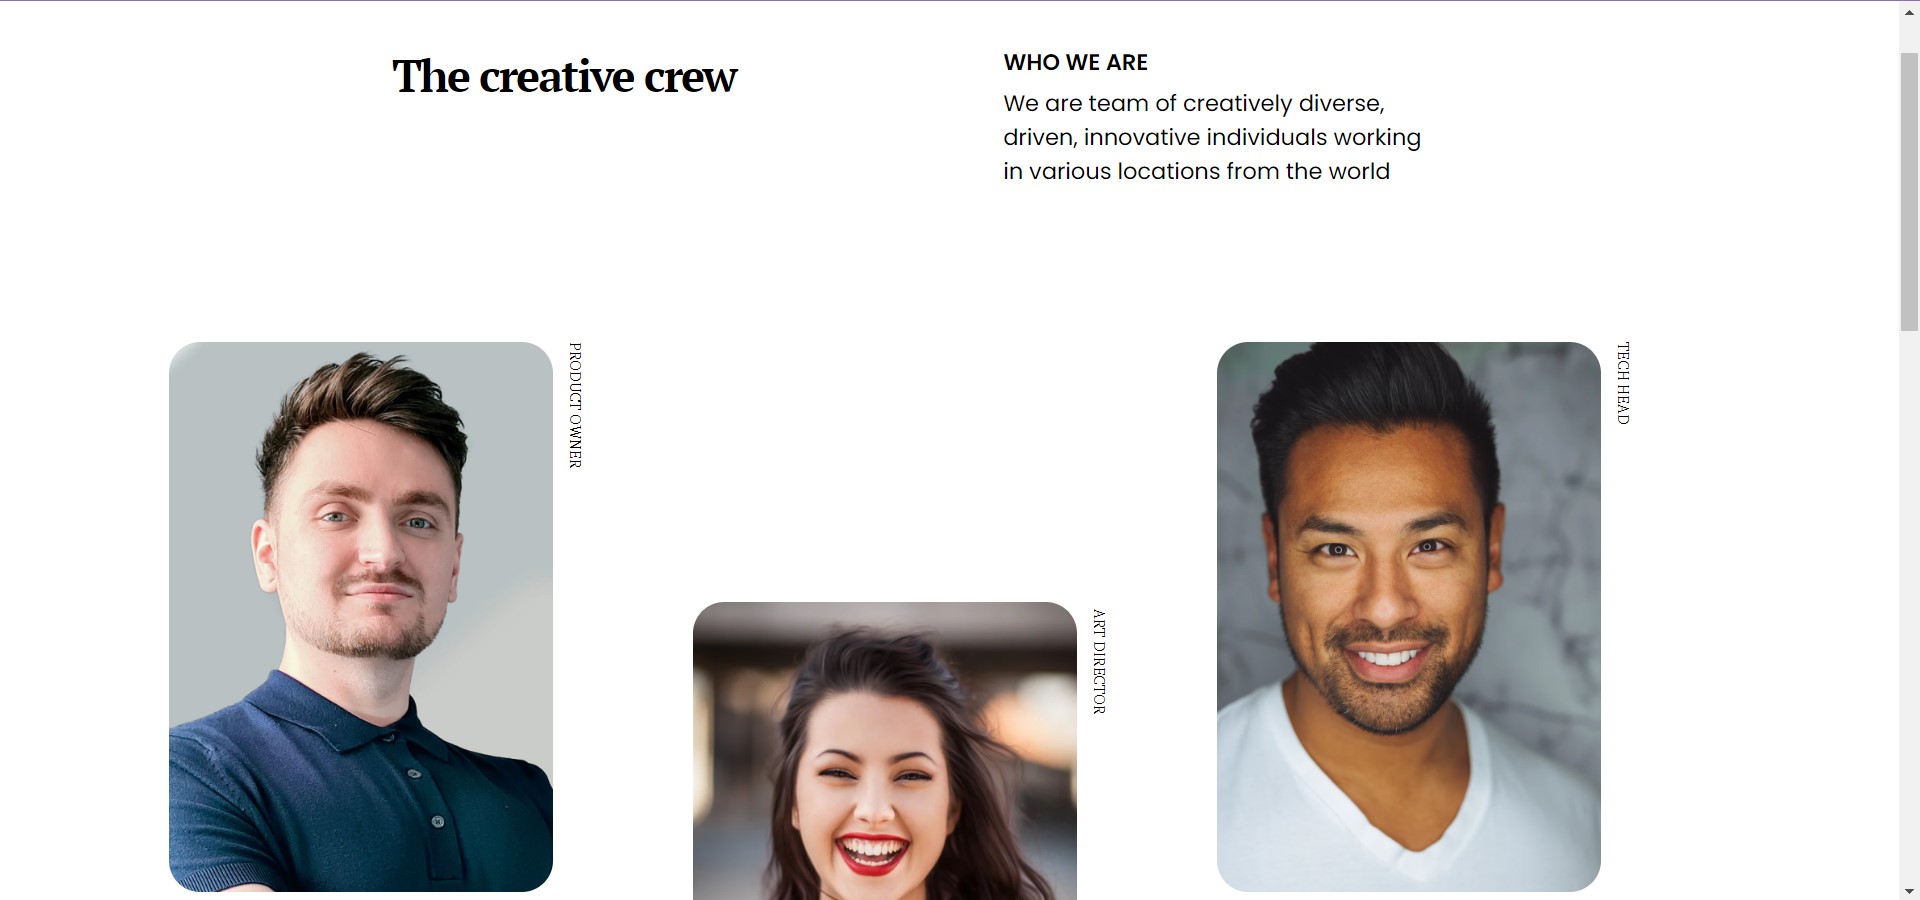 The creative crew
WHO WE ARE
We are team of creatively diverse,
driven, innovative individuals working
in various locations from the world
PRODUCT OWNER
ART DIRECTOR
TECH HEAD